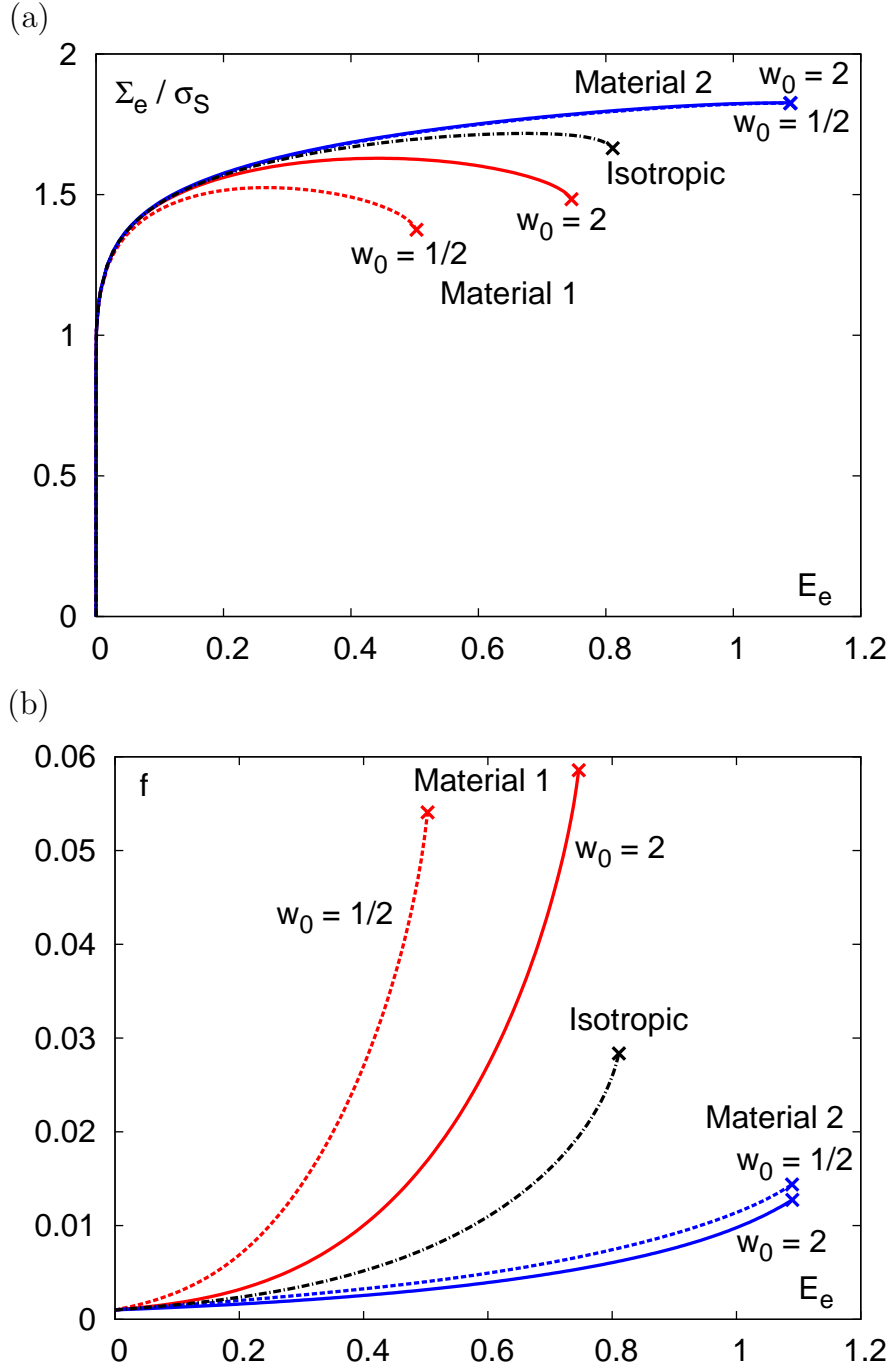 (a)
2
Σe / σS
Material 2
w0 = 2
w0 = 1/2
Isotropic
1.5
w0 = 2
w0 = 1/2
Material 1
1
0.5
Ee
0
0 0.2 0.4 0.6 0.8 1 1.2
(b)
0.06
f
Material 1
0.05
w0 = 2
w0 = 1/2
0.04
Isotropic
0.03
Material 2
0.02
w0 = 1/2
0.01
w0 = 2
Ee
0
0 0.2 0.4 0.6 0.8 1 1.2